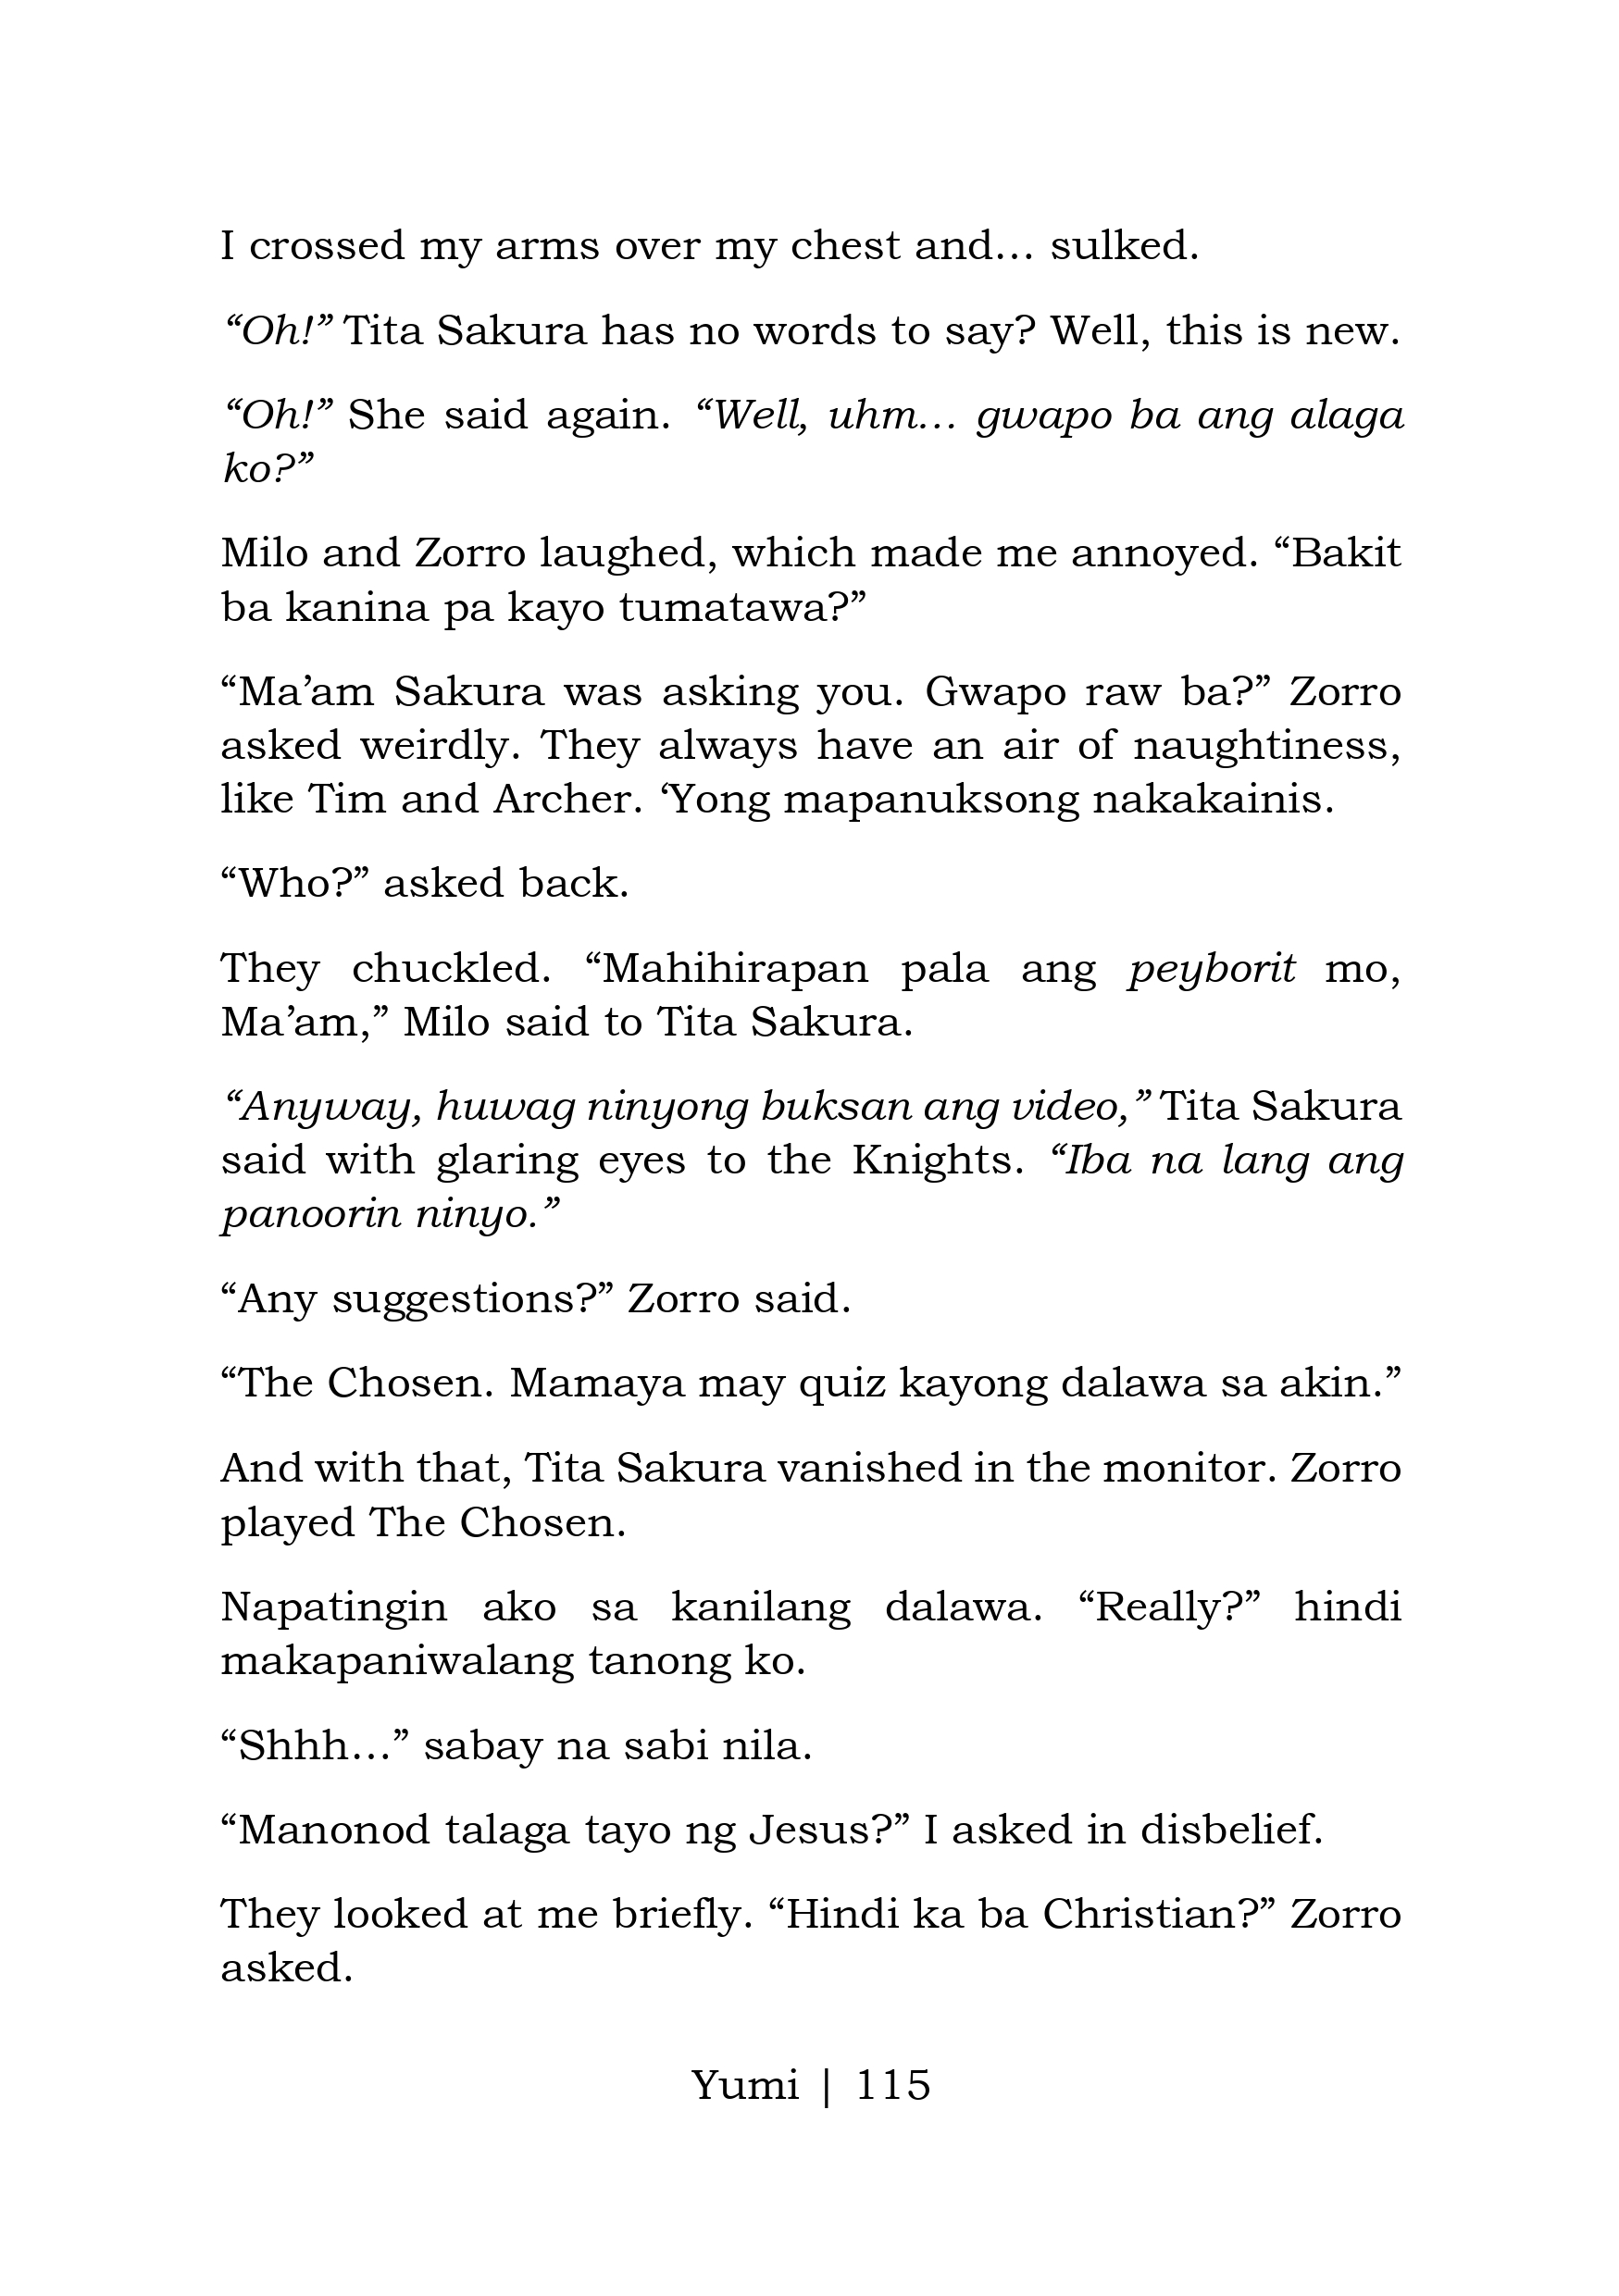 I crossed my arms over my chest and… sulked.
“Oh!” Tita Sakura has no words to say? Well, this is new.
“Oh!” She said again. “Well, uhm… gwapo ba ang alaga
ko?”
Milo and Zorro laughed, which made me annoyed. “Bakit
ba kanina pa kayo tumatawa?”
“Ma’am Sakura was asking you. Gwapo raw ba?” Zorro
asked weirdly. They always have an air of naughtiness,
like Tim and Archer. ‘Yong mapanuksong nakakainis.
“Who?” asked back.
They chuckled. “Mahihirapan pala ang peyborit mo,
Ma’am,” Milo said to Tita Sakura.
“Anyway, huwag ninyong buksan ang video,” Tita Sakura
said with glaring eyes to the Knights. “Iba na lang ang
panoorin ninyo.”
“Any suggestions?” Zorro said.
“The Chosen. Mamaya may quiz kayong dalawa sa akin.”
And with that, Tita Sakura vanished in the monitor. Zorro
played The Chosen.
Napatingin ako sa kanilang dalawa. “Really?” hindi
makapaniwalang tanong ko.
“Shhh…” sabay na sabi nila.
“Manonod talaga tayo ng Jesus?” I asked in disbelief.
They looked at me briefly. “Hindi ka ba Christian?” Zorro
asked.
Yumi | 115